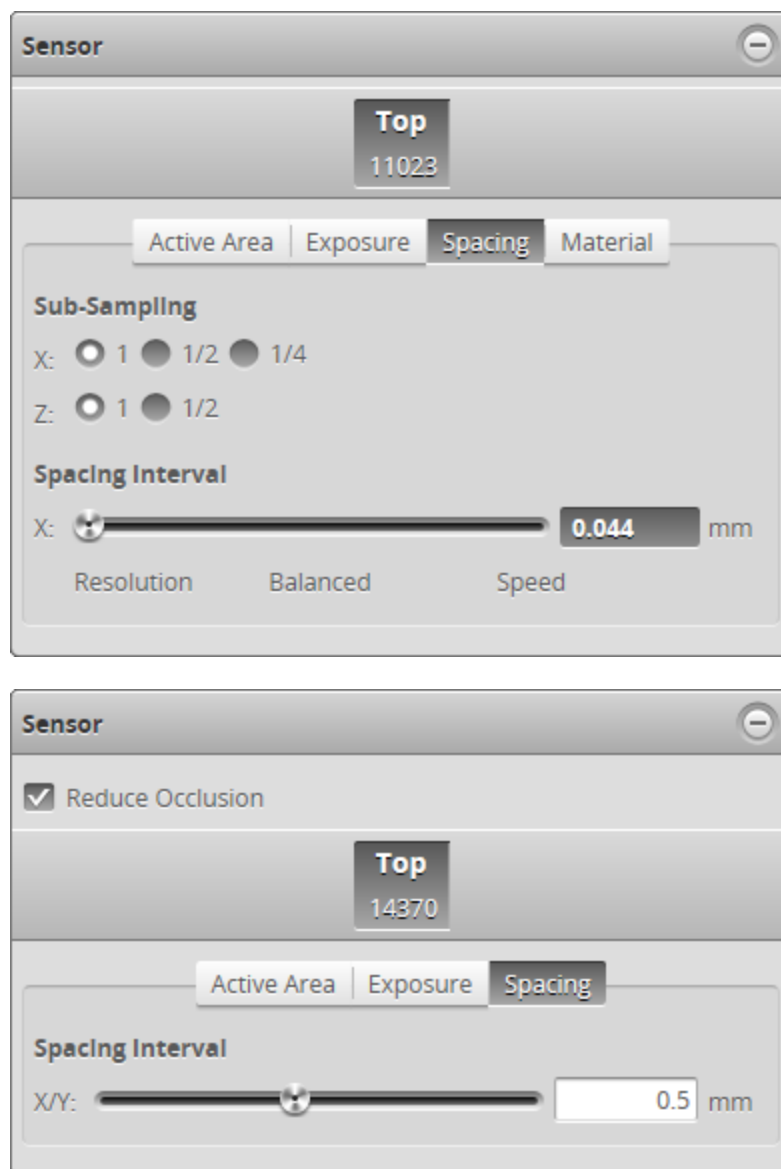 Sensor
Top
11023
Active Area Exposure Spacing Material
Sub-Sampling
X: 1 1/2 1/4
Z: 1 1/2
Spacing Interval
X: 0.044 mm
Resolution Balanced Speed
Sensor
Reduce Occlusion
Top
14370
Active Area Exposure Spacing
Spacing Interval
X/Y: 0.5 mm